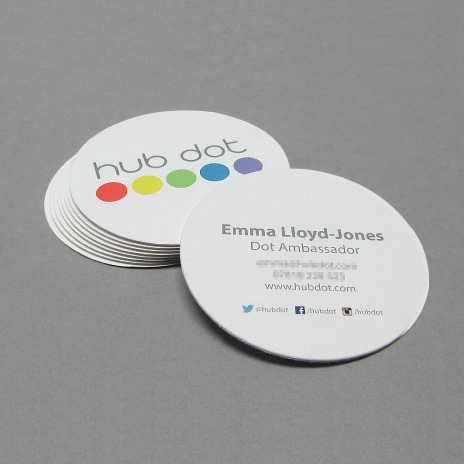 hub dot
Emma Lloyd-Jones
Dot Ambassador
www.hubdot.com
@hubdot /hubdot /hubdot